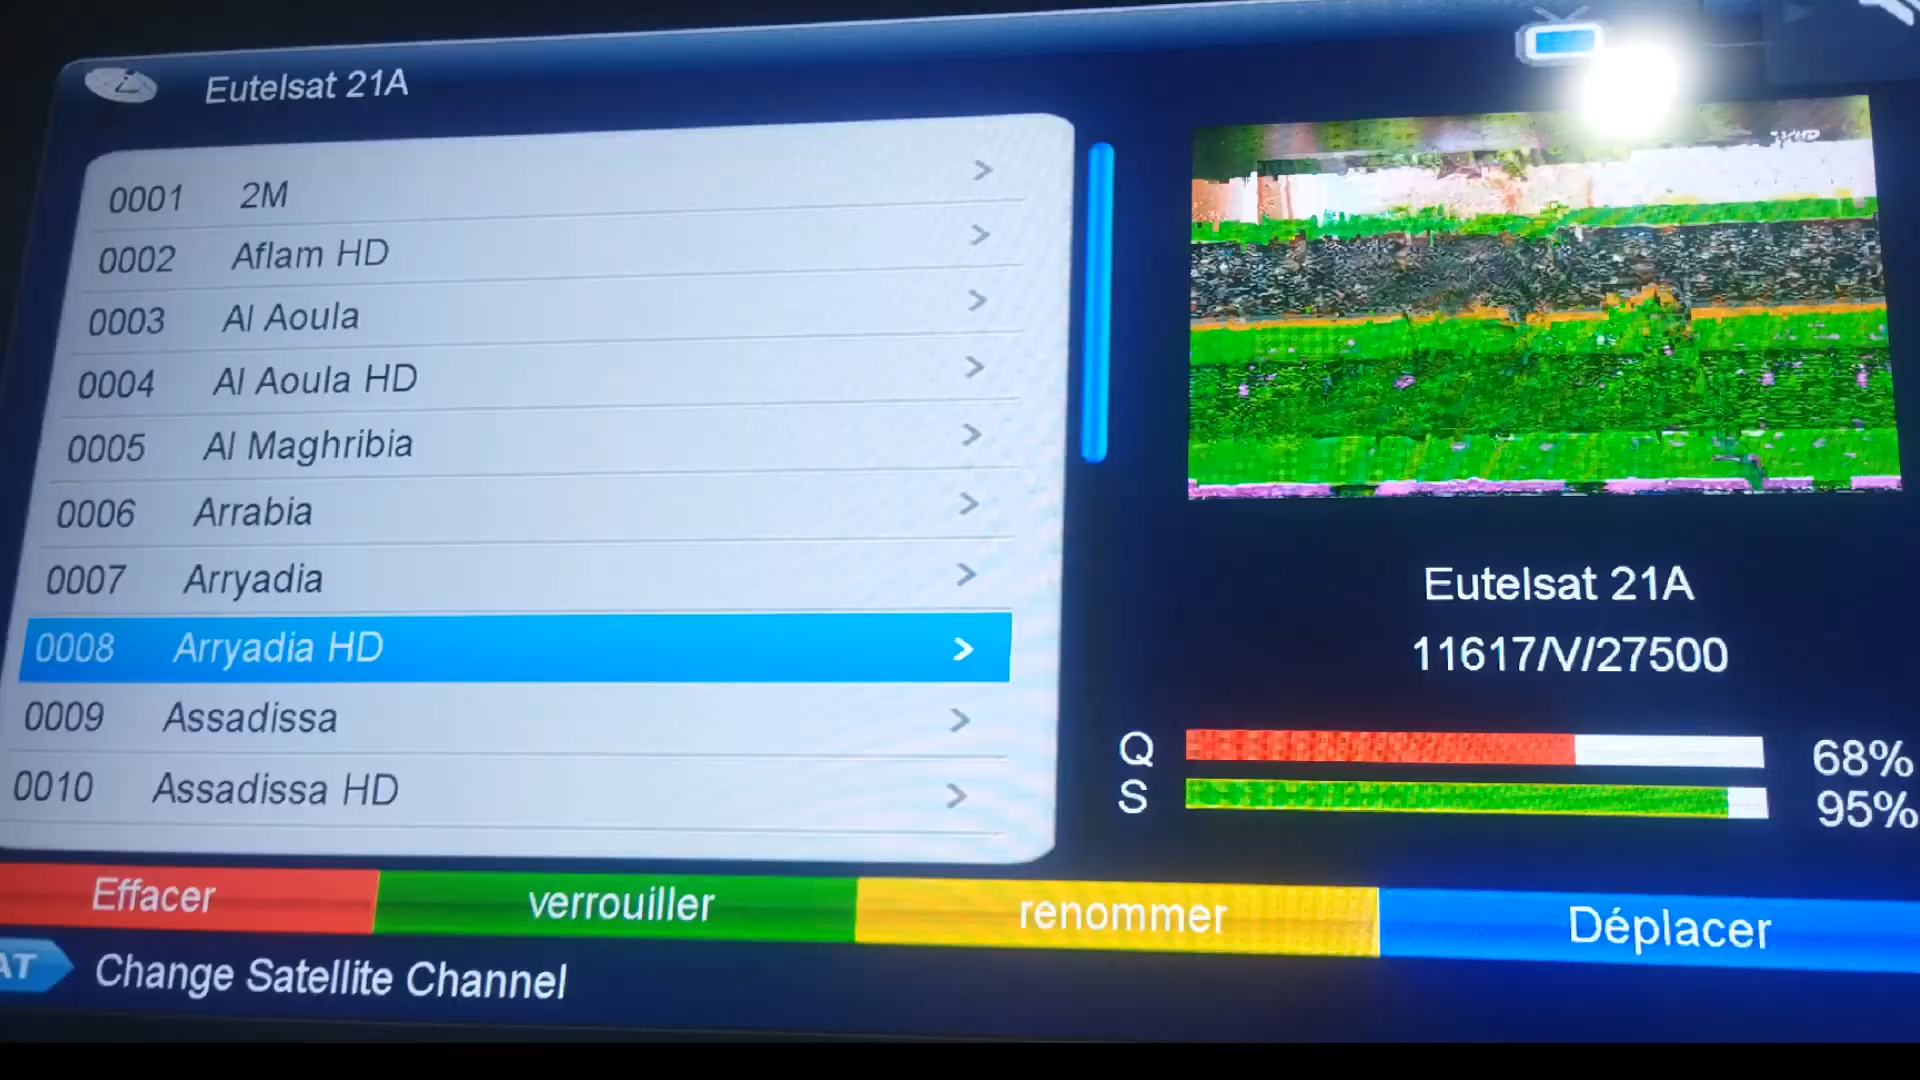 Eutelsat 21A
0001 2M >
0002 Aflam HD >
0003 Al Aoula >
0004 Al Aoula HD >
0005 Al Maghribia >
0006 Arrabia >
0007 Arryadia >
0008 Arryadia HD >
0009 Assadissa >
0010 Assadissa HD >
Eutelsat 21A
11617/V/27500
Q 68%
S 95%
Effacer verrouiller renommer Déplacer
AT Change Satellite Channel